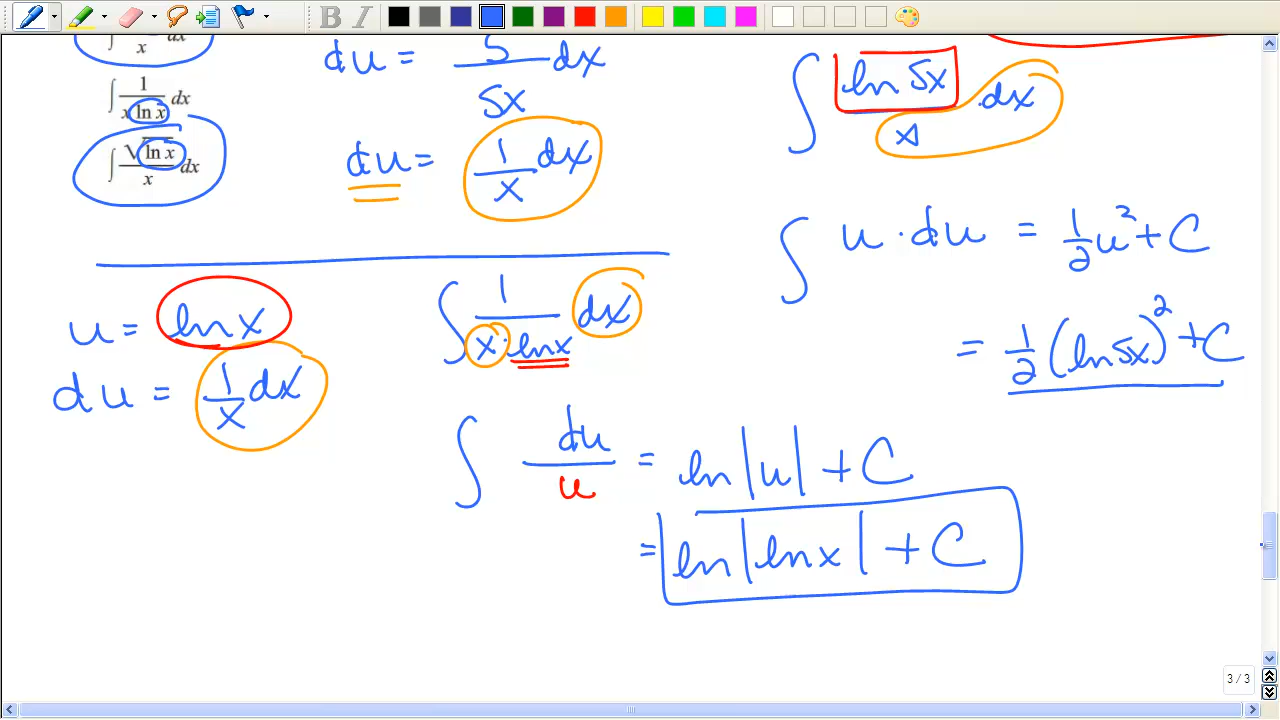 B I U
x dx
∫ 1/(x ln x) dx
∫ √(ln x)/x dx
du = 5/5x dx
du = 1/x dx
∫ ln 5x/x · dx
∫ u · du = 1/2 u² + C
= 1/2 (ln 5x)² + C
u = ln x
du = 1/x dx
∫ 1/(x · ln x) dx
∫ du/u = ln|u| + C
= ln|ln x| + C
3 / 3